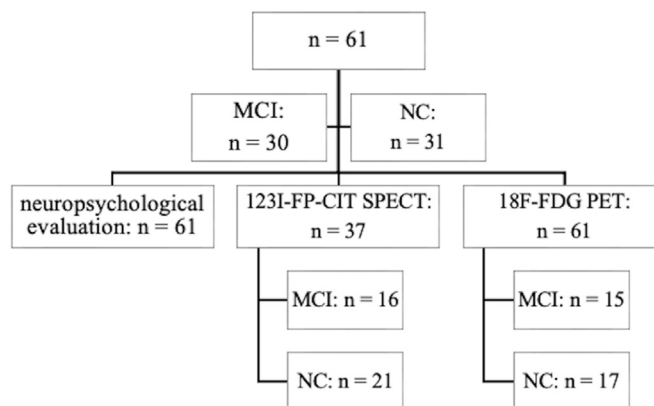 n = 61
MCI:
n = 30
NC:
n = 31
neuropsychological
evaluation: n = 61
123I-FP-CIT SPECT:
n = 37
18F-FDG PET:
n = 61
MCI: n = 16
MCI: n = 15
NC: n = 21
NC: n = 17